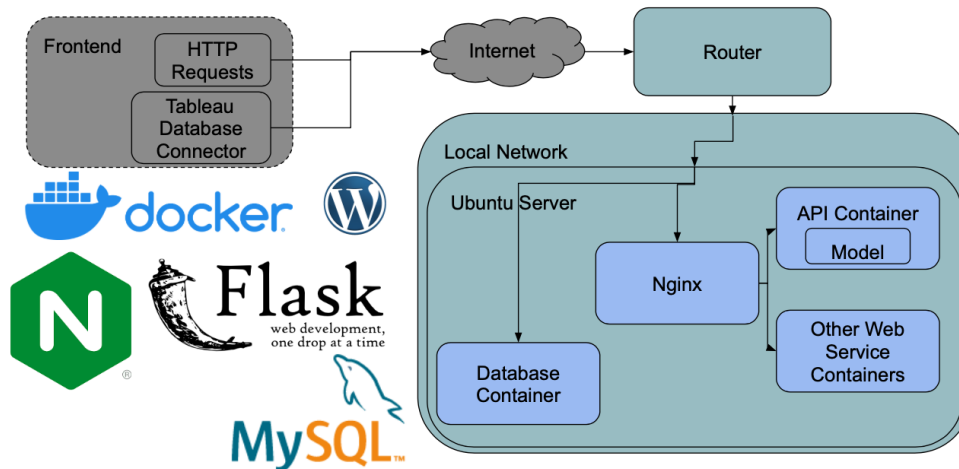 Frontend
HTTP
Requests
Tableau
Database
Connector
Internet
Router
Local Network
Ubuntu Server
API Container
Model
Nginx
Other Web
Service
Containers
Database
Container
docker.
W
N
®
Flask
web development,
one drop at a time
MySQL™